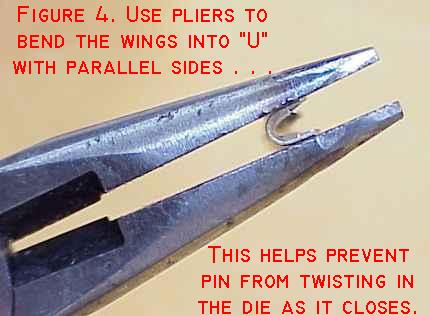 Figure 4. Use pliers to
bend the wings into "U"
with parallel sides . . .
This helps prevent
pin from twisting in
the die as it closes.